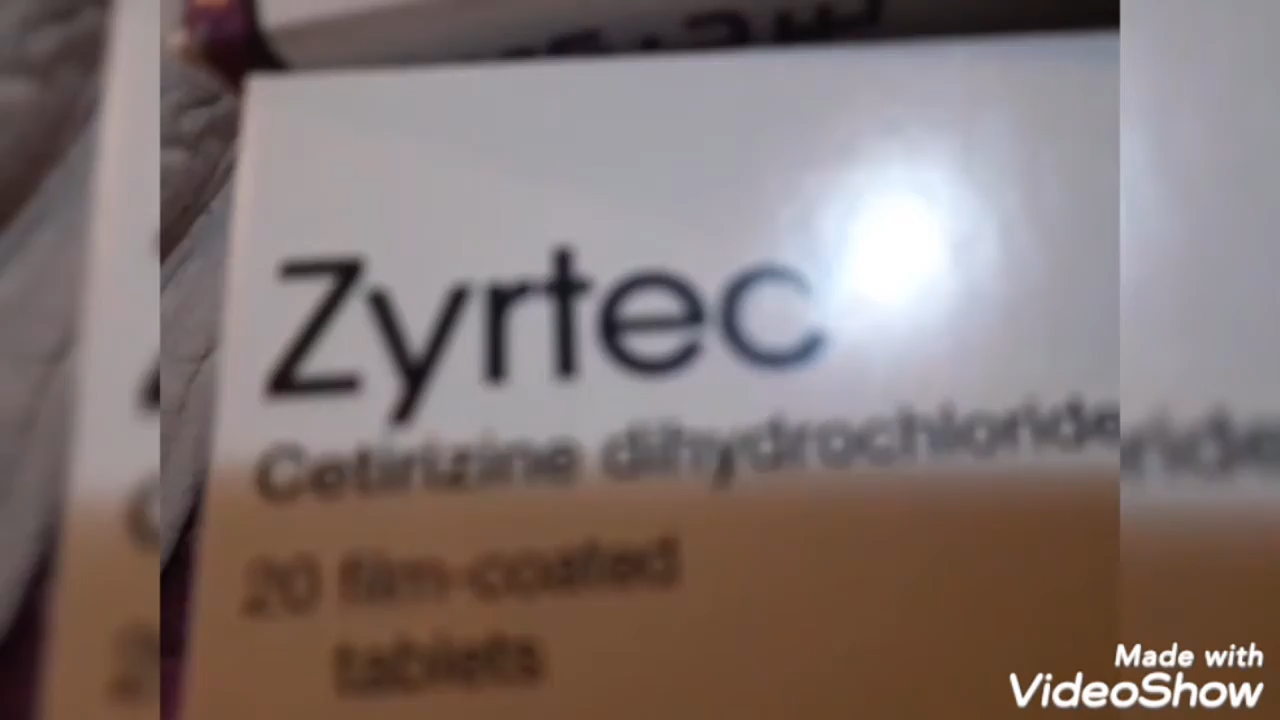 Zyrtec
Cetirizine dihydrochloride
20 film-coated
tablets
Made with
VideoShow